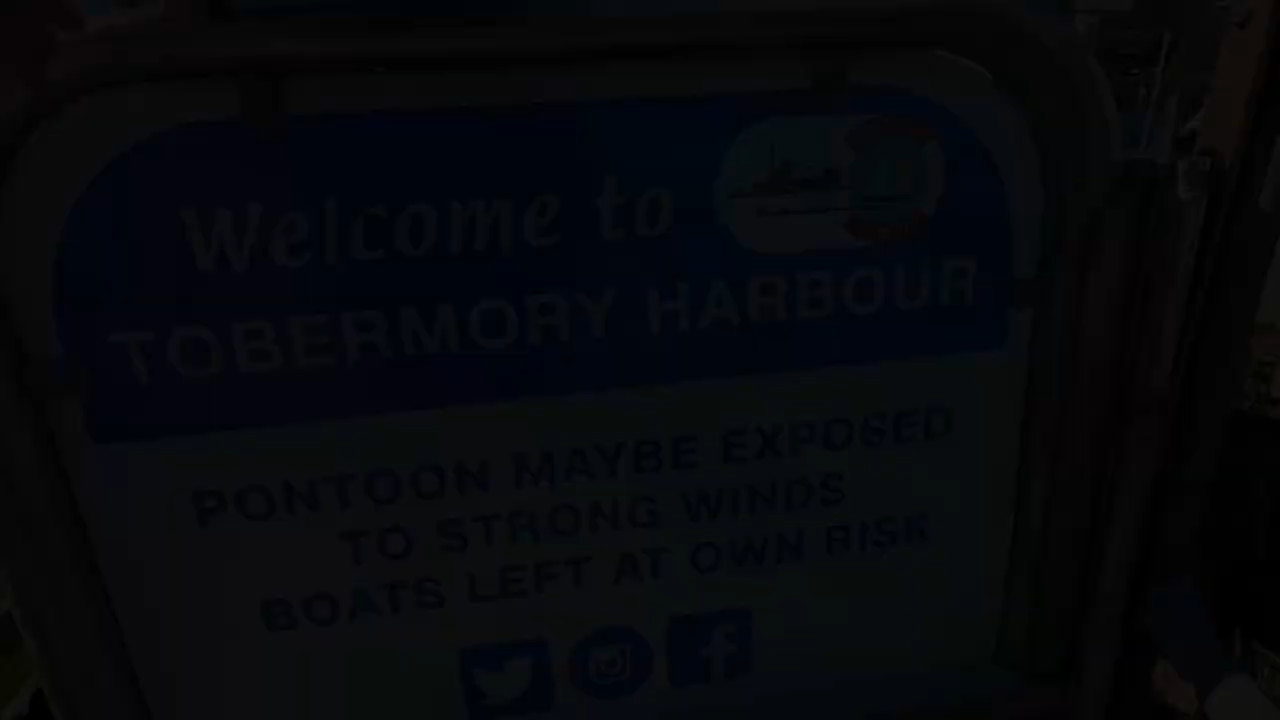 Welcome to
TOBERMORY HARBOUR
PONTOON MAYBE EXPOSED
TO STRONG WINDS
BOATS LEFT AT OWN RISK